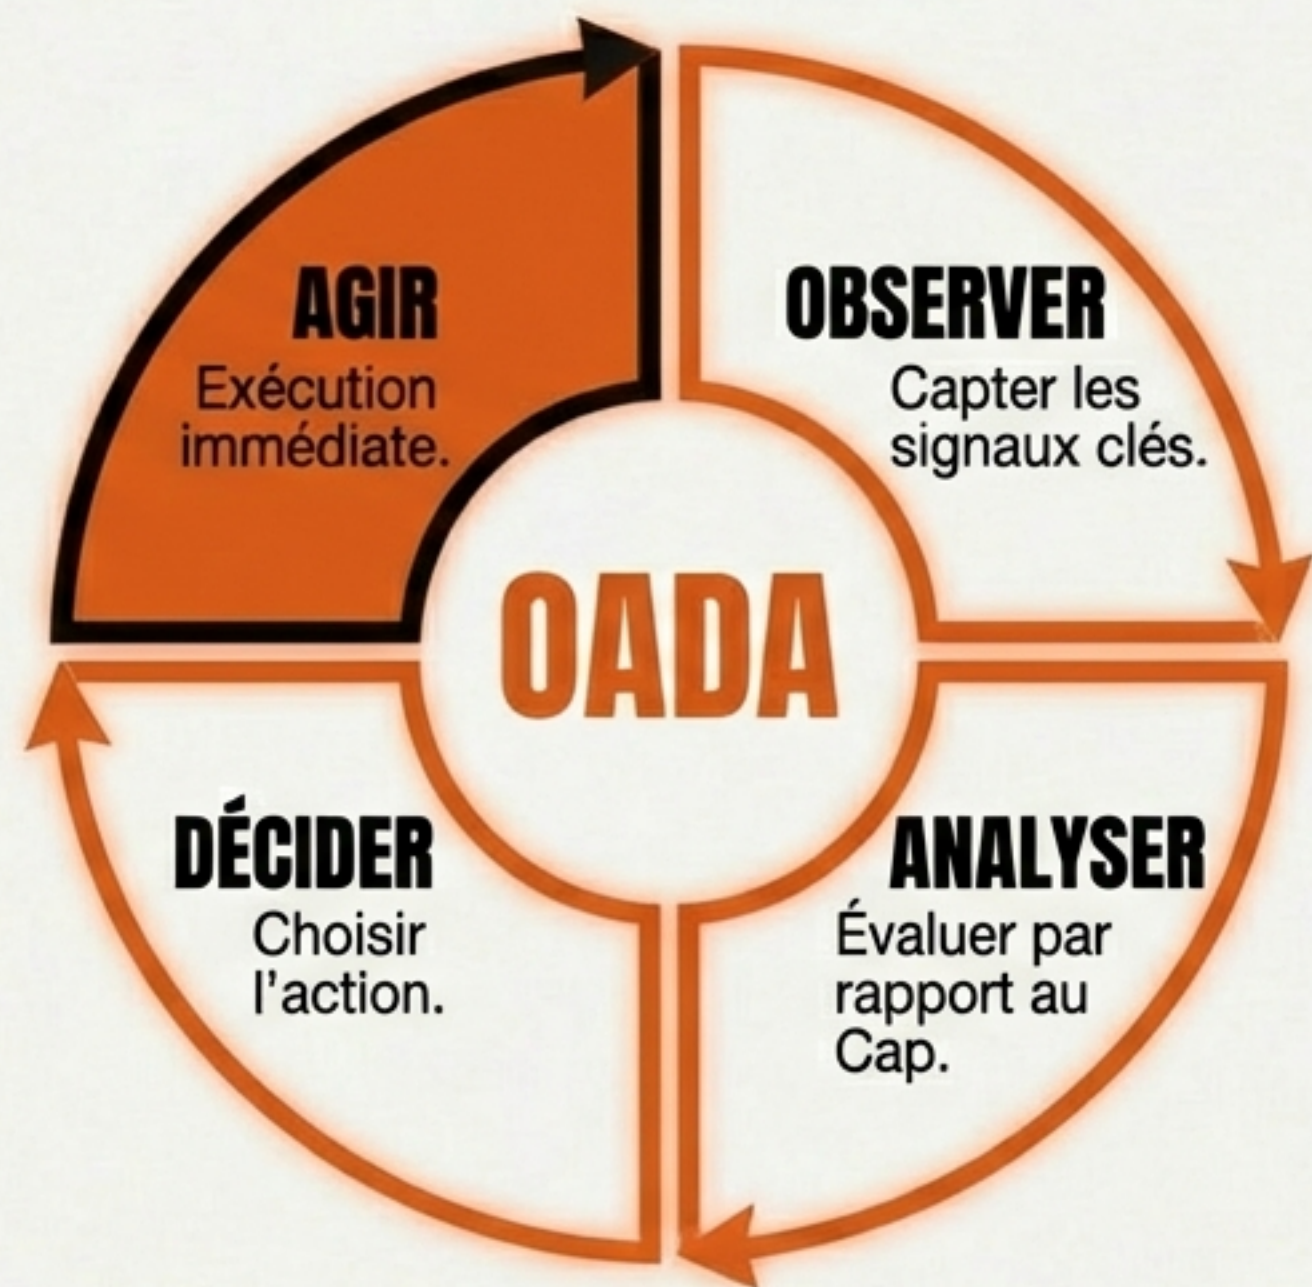 AGIR
Exécution
immédiate.
OBSERVER
Capter les
signaux clés.
OADA
DÉCIDER
Choisir
l'action.
ANALYSER
Évaluer par
rapport au
Cap.